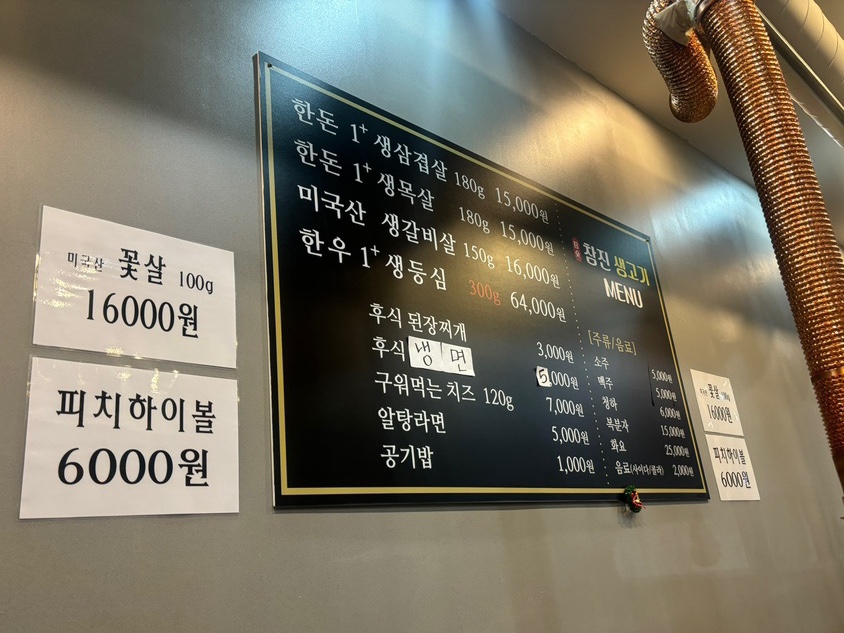 미국산 꽃살 100g
16000원
피치하이볼
6000원
한돈 1+ 생삼겹살 180g 15,000원
한돈 1+ 생목살 180g 15,000원
미국산 생갈비살 150g 16,000원
한우 1+ 생등심 300g 64,000원
후식 된장찌개 3,000원
후식 냉면 5,000원
구워먹는 치즈 120g 7,000원
알탕라면 5,000원
공기밥 1,000원
참진 생고기
MENU
[주류/음료]
소주 5,000원
맥주 5,000원
청하 6,000원
복분자 15,000원
화요 25,000원
음료(사이다/콜라) 2,000원
꽃살
16000원
피치하이볼
6000원